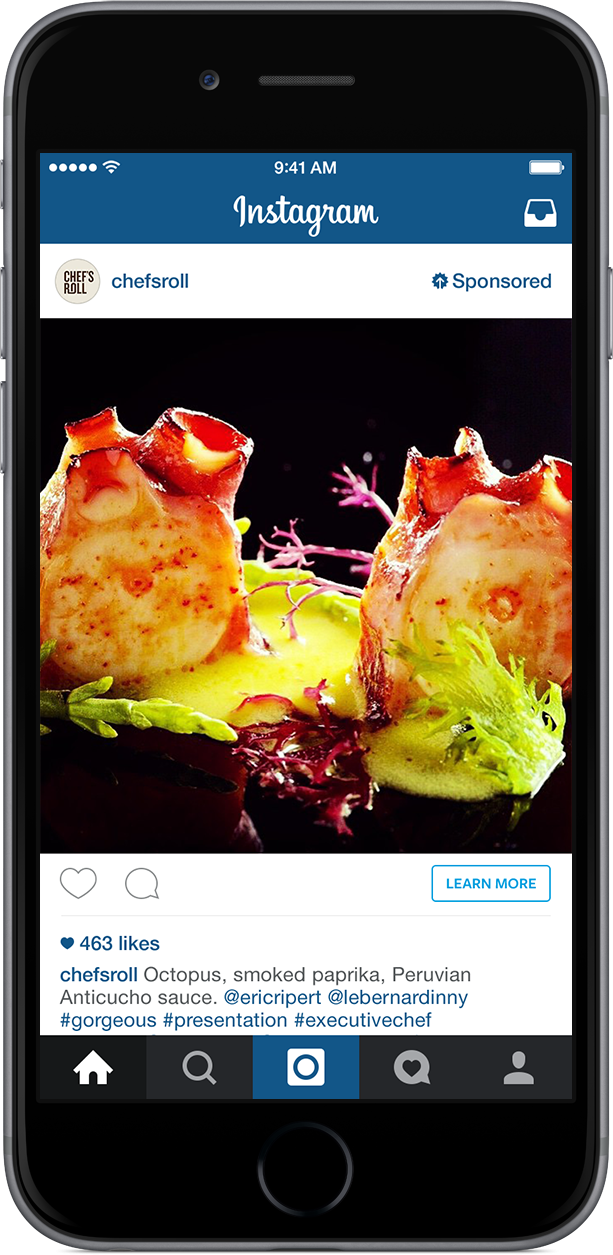 9:41 AM
Instagram
CHEF'S
ROLL
chefsroll
Sponsored
LEARN MORE
463 likes
chefsroll Octopus, smoked paprika, Peruvian
Anticucho sauce. @ericripert @lebernardinny
#gorgeous #presentation #executivechef